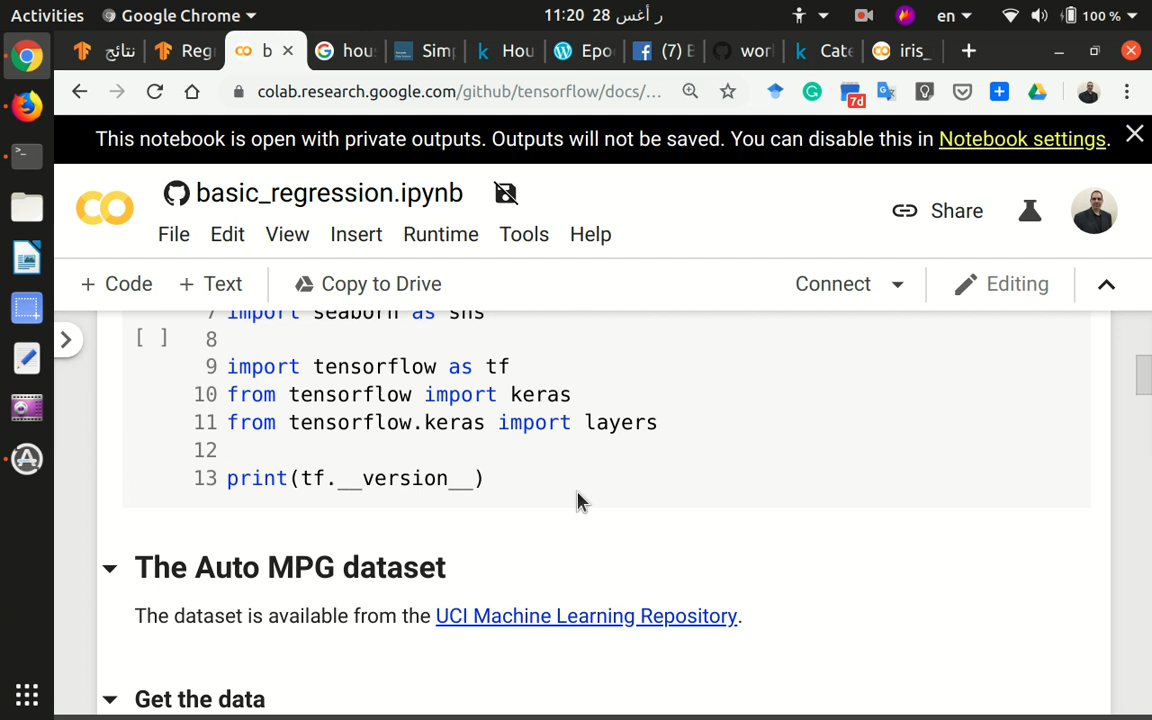 Activities Google Chrome ▾ 11:20 28 ر أغس en ▾ 100 % ▾
نتائج Reg b × hou Sim Hou Epo (7) E wor Cate iris_ +
colab.research.google.com/github/tensorflow/docs/... 7d
This notebook is open with private outputs. Outputs will not be saved. You can disable this in Notebook settings. ×
basic_regression.ipynb
Share
File Edit View Insert Runtime Tools Help
+ Code + Text Copy to Drive Connect ▾ Editing
7 import seaborn as sns
[ ] 8
9 import tensorflow as tf
10 from tensorflow import keras
11 from tensorflow.keras import layers
12
13 print(tf.__version__)
The Auto MPG dataset
The dataset is available from the UCI Machine Learning Repository.
Get the data